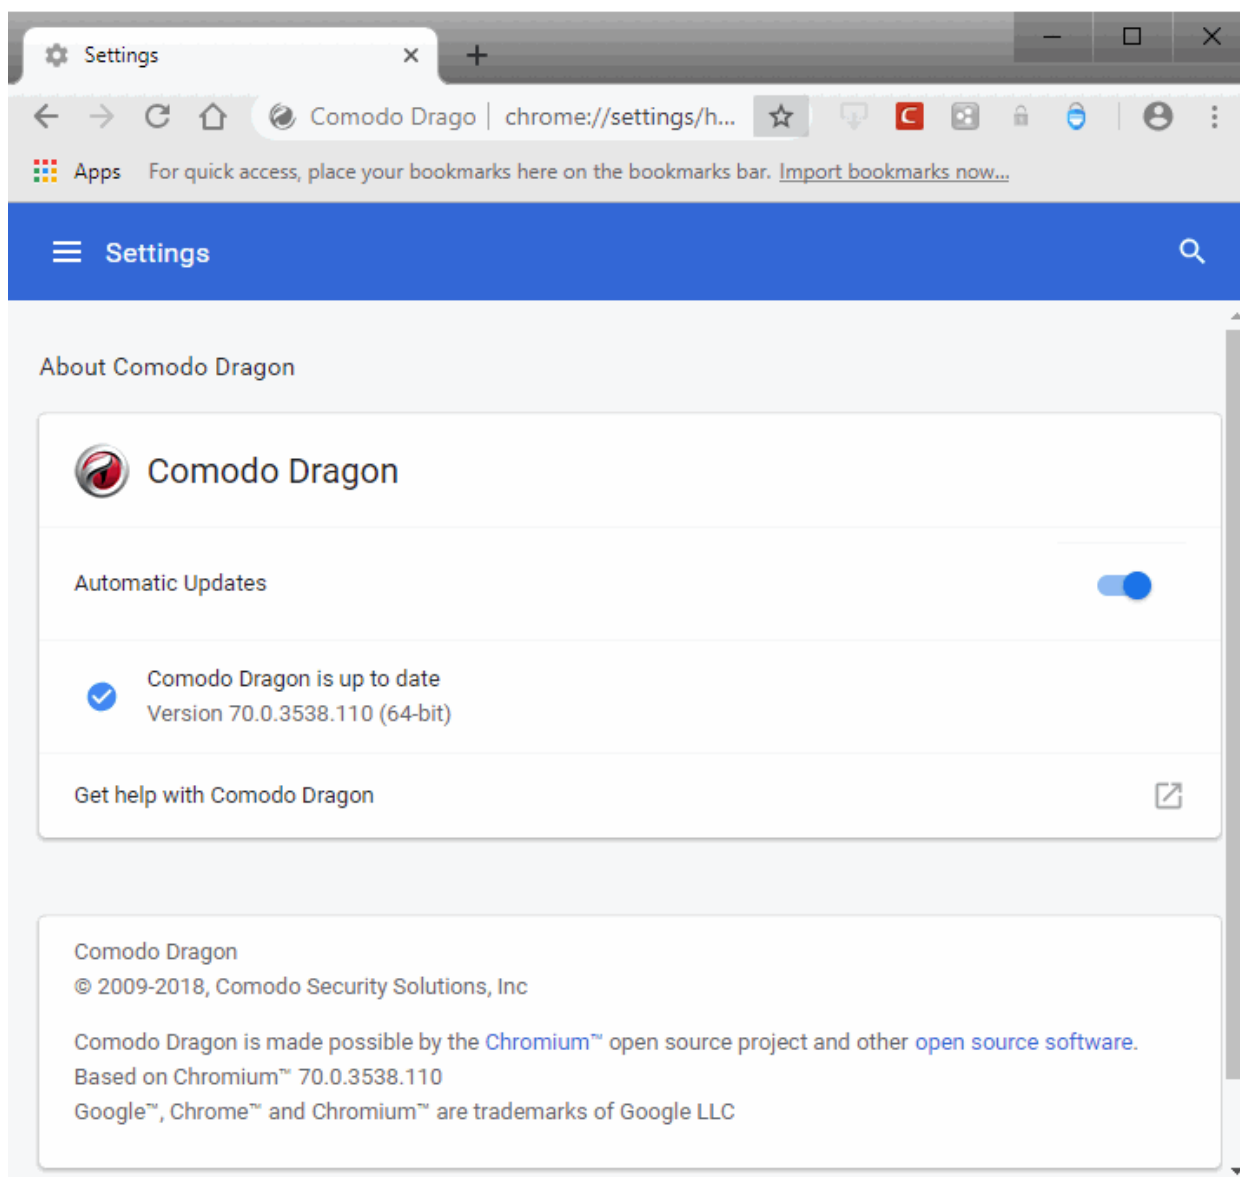 Settings
Comodo Drago | chrome://settings/h...
Apps For quick access, place your bookmarks here on the bookmarks bar. Import bookmarks now...
Settings
About Comodo Dragon
Comodo Dragon
Automatic Updates
Comodo Dragon is up to date
Version 70.0.3538.110 (64-bit)
Get help with Comodo Dragon
Comodo Dragon
© 2009-2018, Comodo Security Solutions, Inc
Comodo Dragon is made possible by the Chromium™ open source project and other open source software.
Based on Chromium™ 70.0.3538.110
Google™, Chrome™ and Chromium™ are trademarks of Google LLC